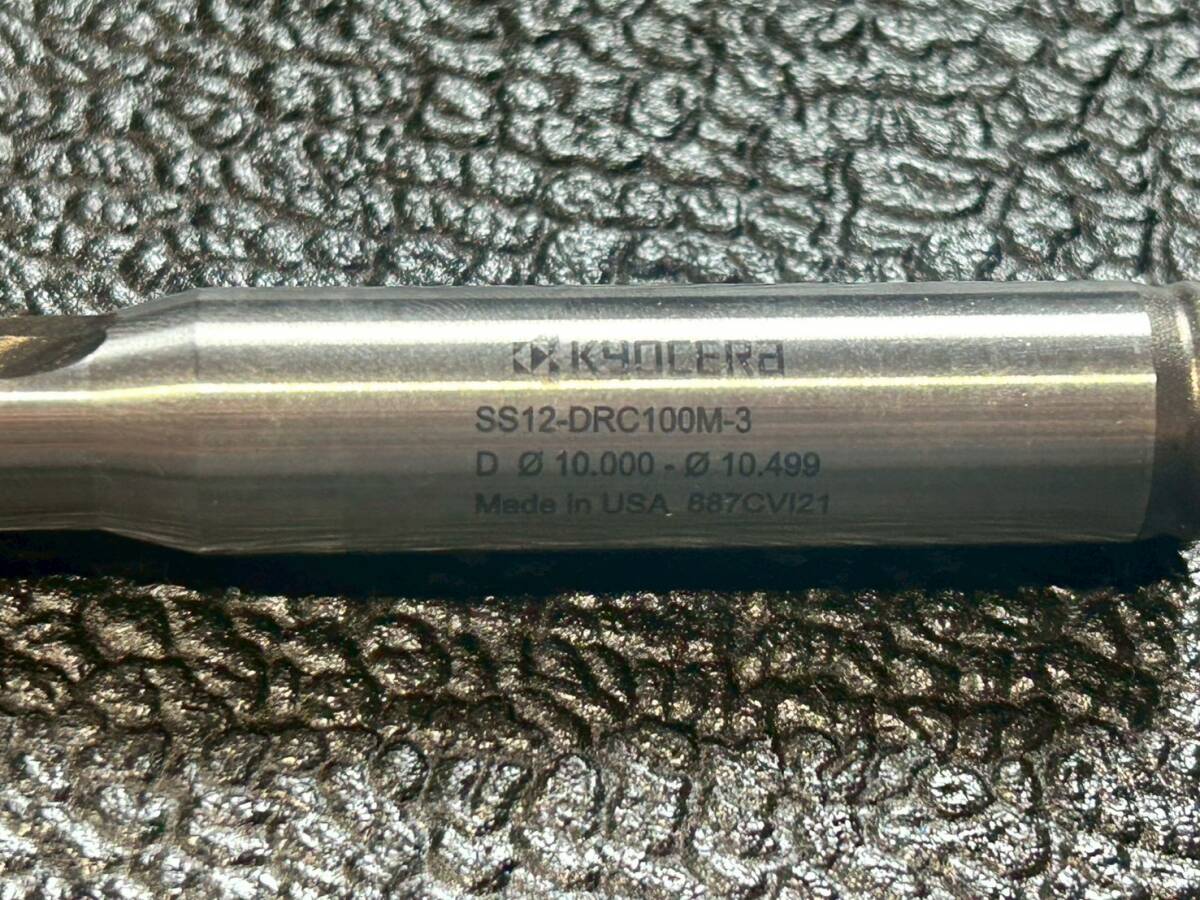 KYOCERa
SS12-DRC100M-3
D Ø 10.000 - Ø 10.499
Made in USA 887CVI21